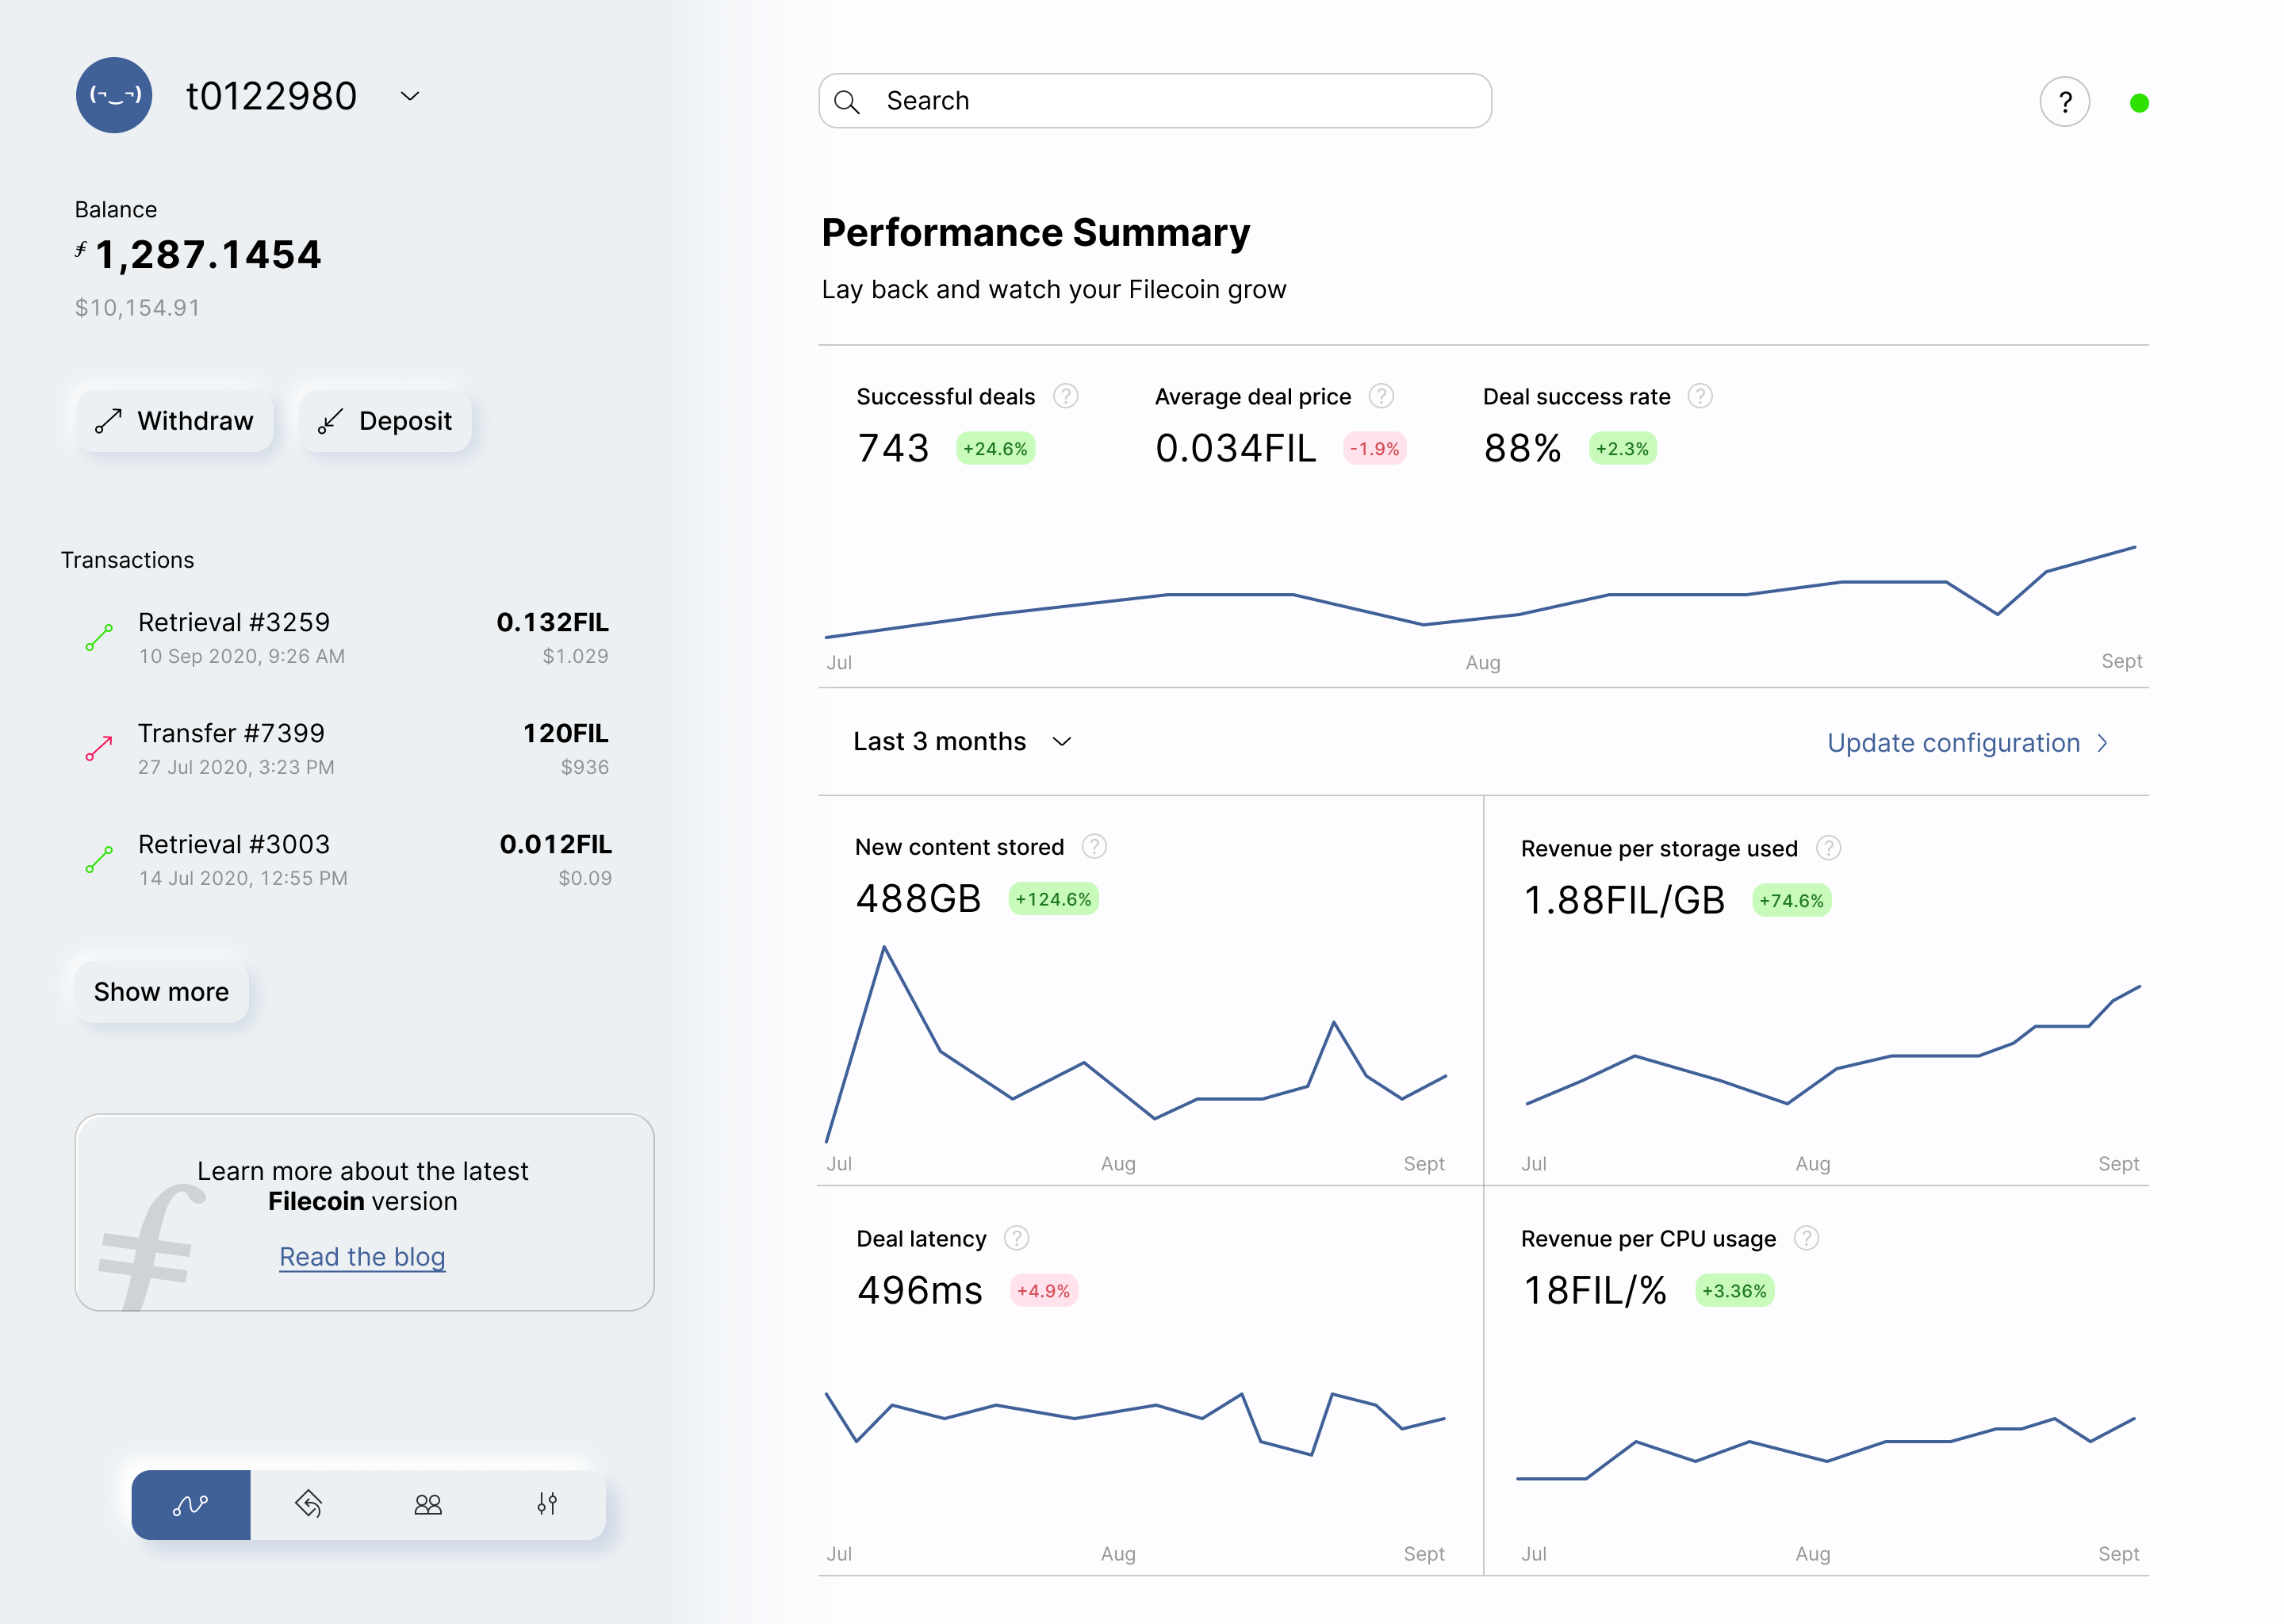 (¬‿¬)
t0122980
Balance
1,287.1454
$10,154.91
Withdraw
Deposit
Transactions
Retrieval #3259
0.132FIL
10 Sep 2020, 9:26 AM
$1.029
Transfer #7399
120FIL
27 Jul 2020, 3:23 PM
$936
Retrieval #3003
0.012FIL
14 Jul 2020, 12:55 PM
$0.09
Show more
Learn more about the latest
Filecoin version
Read the blog
Search
?
Performance Summary
Lay back and watch your Filecoin grow
Successful deals ?
743 +24.6%
Average deal price ?
0.034FIL -1.9%
Deal success rate ?
88% +2.3%
Jul Aug Sept
Last 3 months
Update configuration
New content stored ?
488GB +124.6%
Jul Aug Sept
Revenue per storage used ?
1.88FIL/GB +74.6%
Jul Aug Sept
Deal latency ?
496ms +4.9%
Jul Aug Sept
Revenue per CPU usage ?
18FIL/% +3.36%
Jul Aug Sept